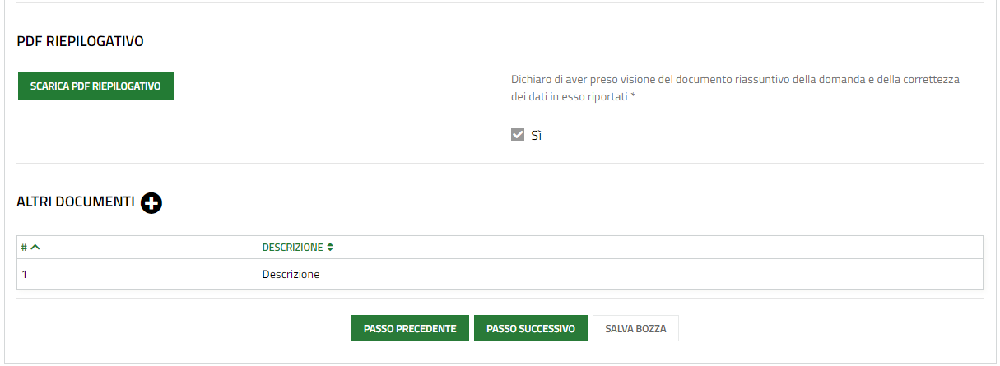 PDF RIEPILOGATIVO
SCARICA PDF RIEPILOGATIVO
Dichiaro di aver preso visione del documento riassuntivo della domanda e della correttezza
dei dati in esso riportati *
Sì
ALTRI DOCUMENTI
# DESCRIZIONE
1 Descrizione
PASSO PRECEDENTE PASSO SUCCESSIVO SALVA BOZZA